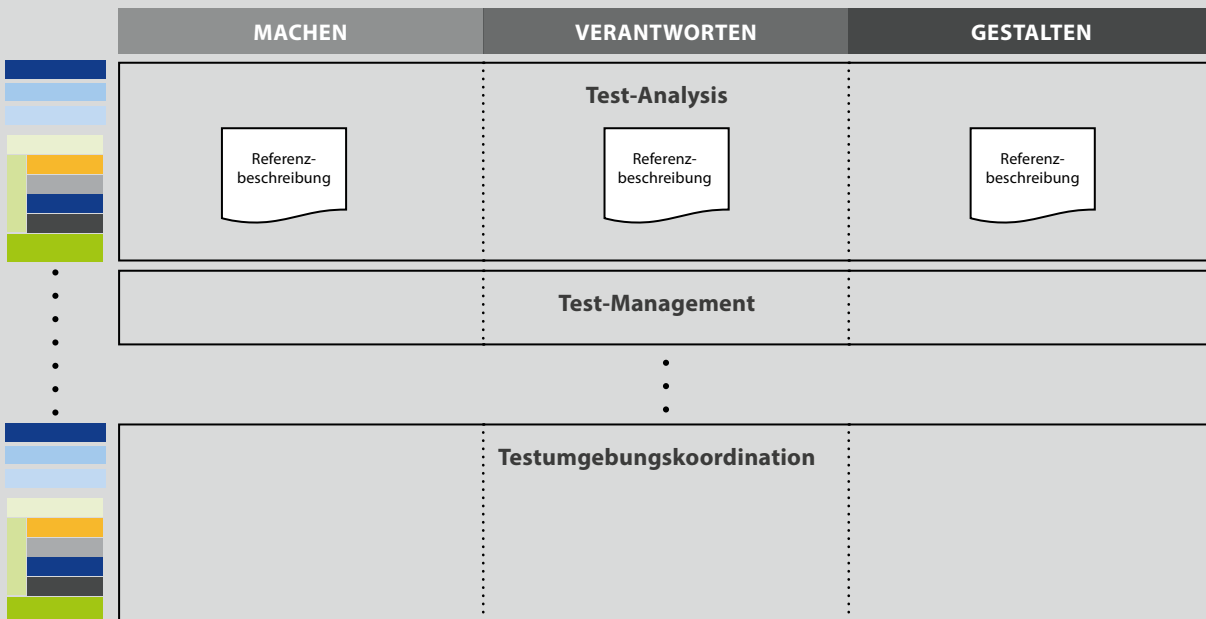 MACHEN VERANTWORTEN GESTALTEN
Test-Analysis
Referenz- Referenz- Referenz-
beschreibung beschreibung beschreibung
Test-Management
Testumgebungskoordination